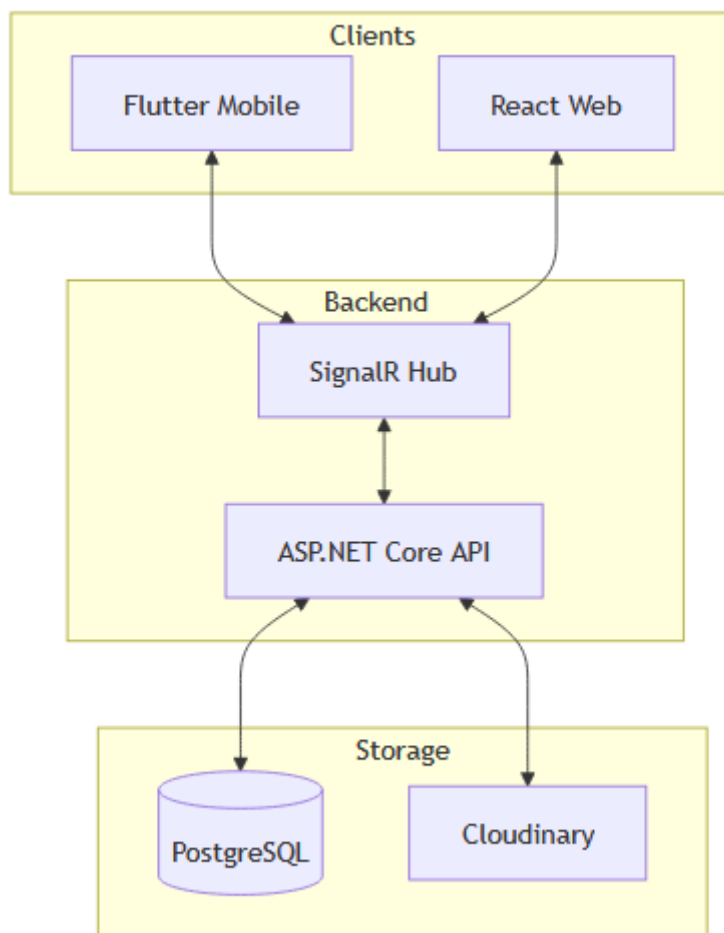 Clients
Flutter Mobile
React Web
Backend
SignalR Hub
ASP.NET Core API
Storage
PostgreSQL
Cloudinary